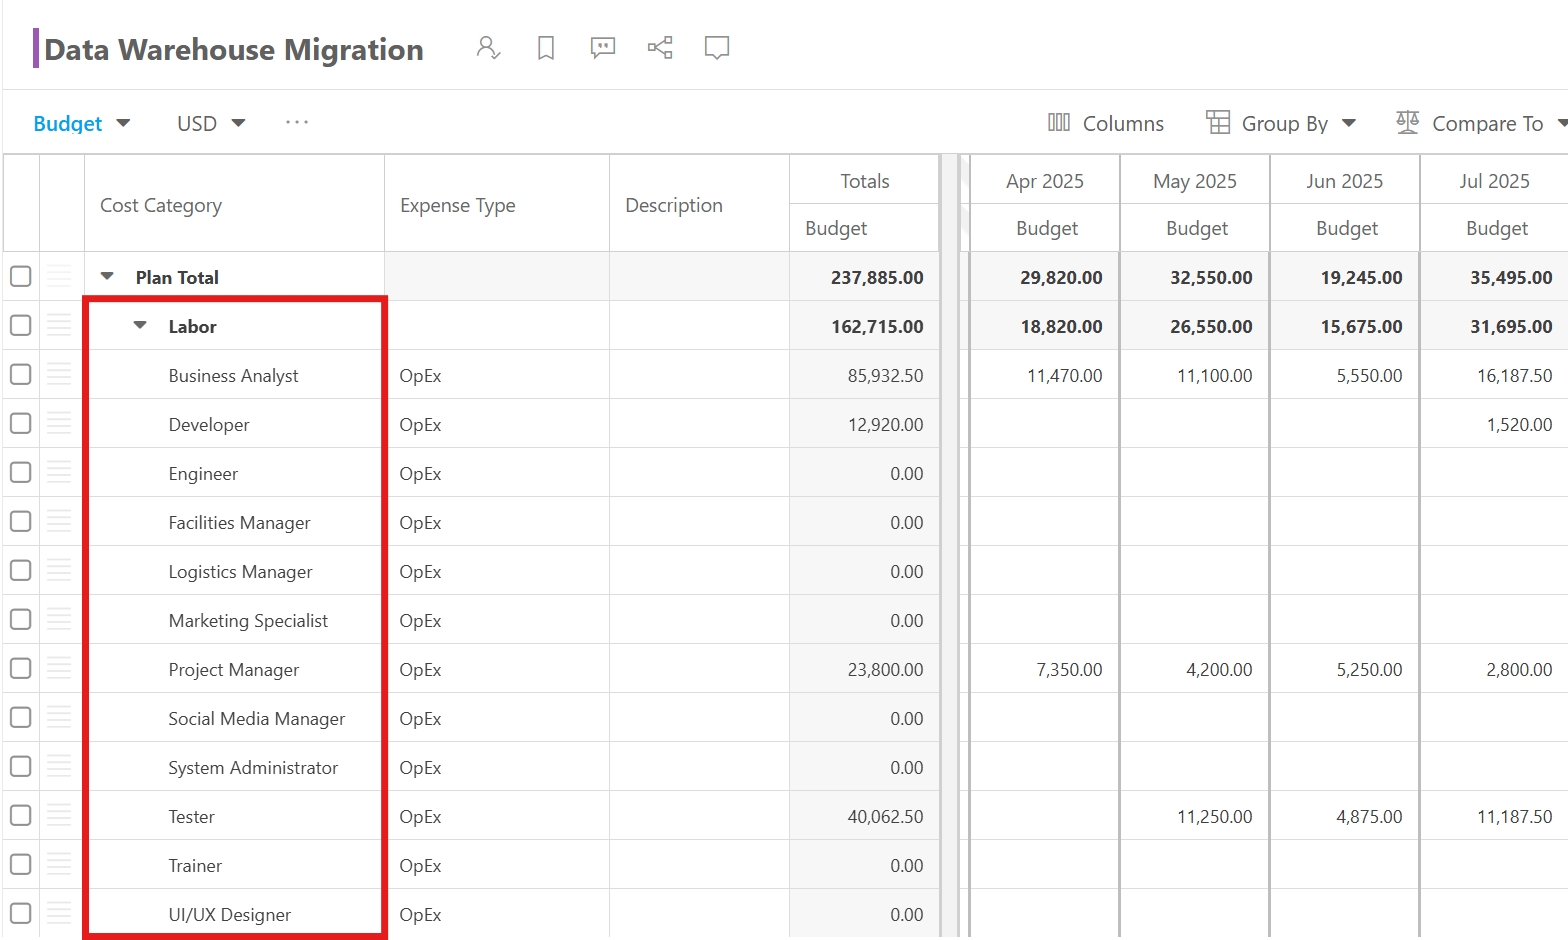 Data Warehouse Migration
Budget USD ... Columns Group By Compare To
Cost Category Expense Type Description Totals Apr 2025 May 2025 Jun 2025 Jul 2025
Budget Budget Budget Budget Budget
Plan Total 237,885.00 29,820.00 32,550.00 19,245.00 35,495.00
Labor 162,715.00 18,820.00 26,550.00 15,675.00 31,695.00
Business Analyst OpEx 85,932.50 11,470.00 11,100.00 5,550.00 16,187.50
Developer OpEx 12,920.00 1,520.00
Engineer OpEx 0.00
Facilities Manager OpEx 0.00
Logistics Manager OpEx 0.00
Marketing Specialist OpEx 0.00
Project Manager OpEx 23,800.00 7,350.00 4,200.00 5,250.00 2,800.00
Social Media Manager OpEx 0.00
System Administrator OpEx 0.00
Tester OpEx 40,062.50 11,250.00 4,875.00 11,187.50
Trainer OpEx 0.00
UI/UX Designer OpEx 0.00